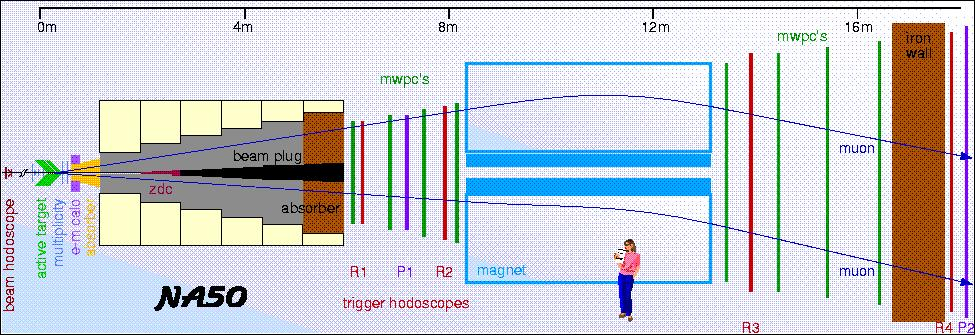 0m
4m
8m
12m
16m
mwpc's
mwpc's
iron
wall
beam plug
zdc
absorber
muon
muon
magnet
beam hodoscope
active target
multiplicity
e-m calo
absorber
R1
P1
R2
NA50
trigger hodoscopes
R3
R4
P2